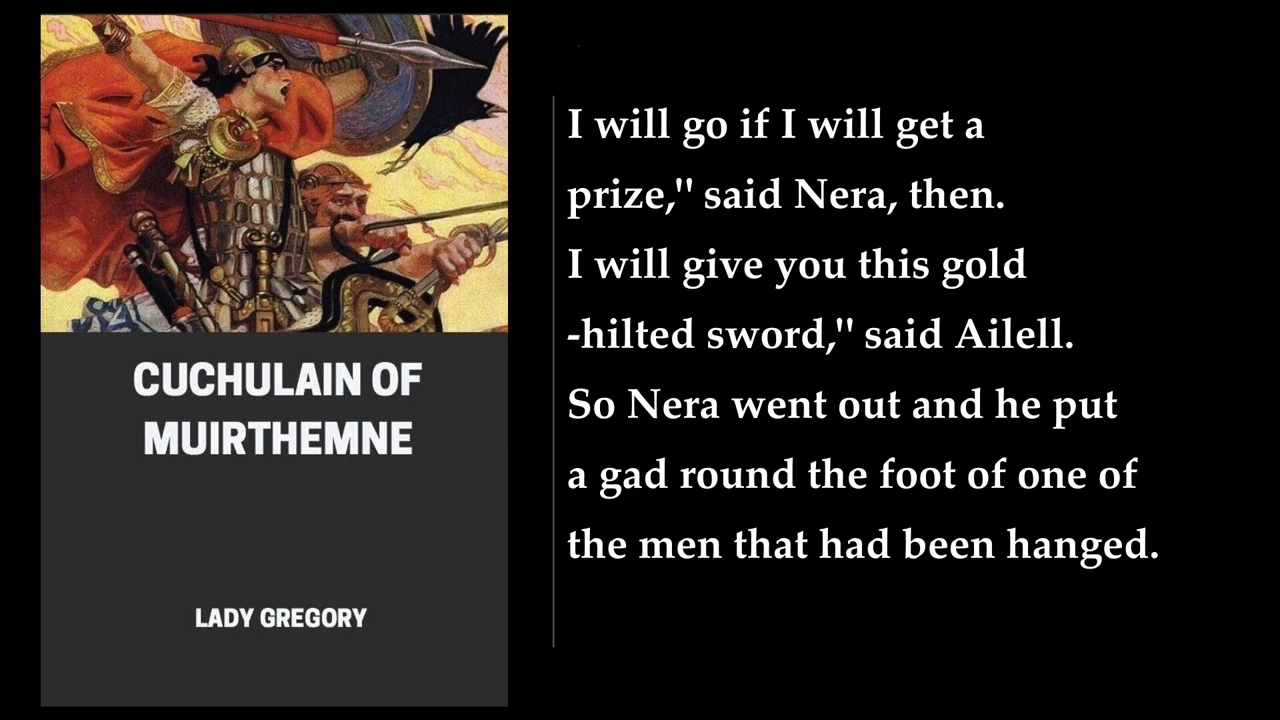 CUCHULAIN OF
MUIRTHEMNE
LADY GREGORY
I will go if I will get a
prize," said Nera, then.
I will give you this gold
-hilted sword," said Ailell.
So Nera went out and he put
a gad round the foot of one of
the men that had been hanged.